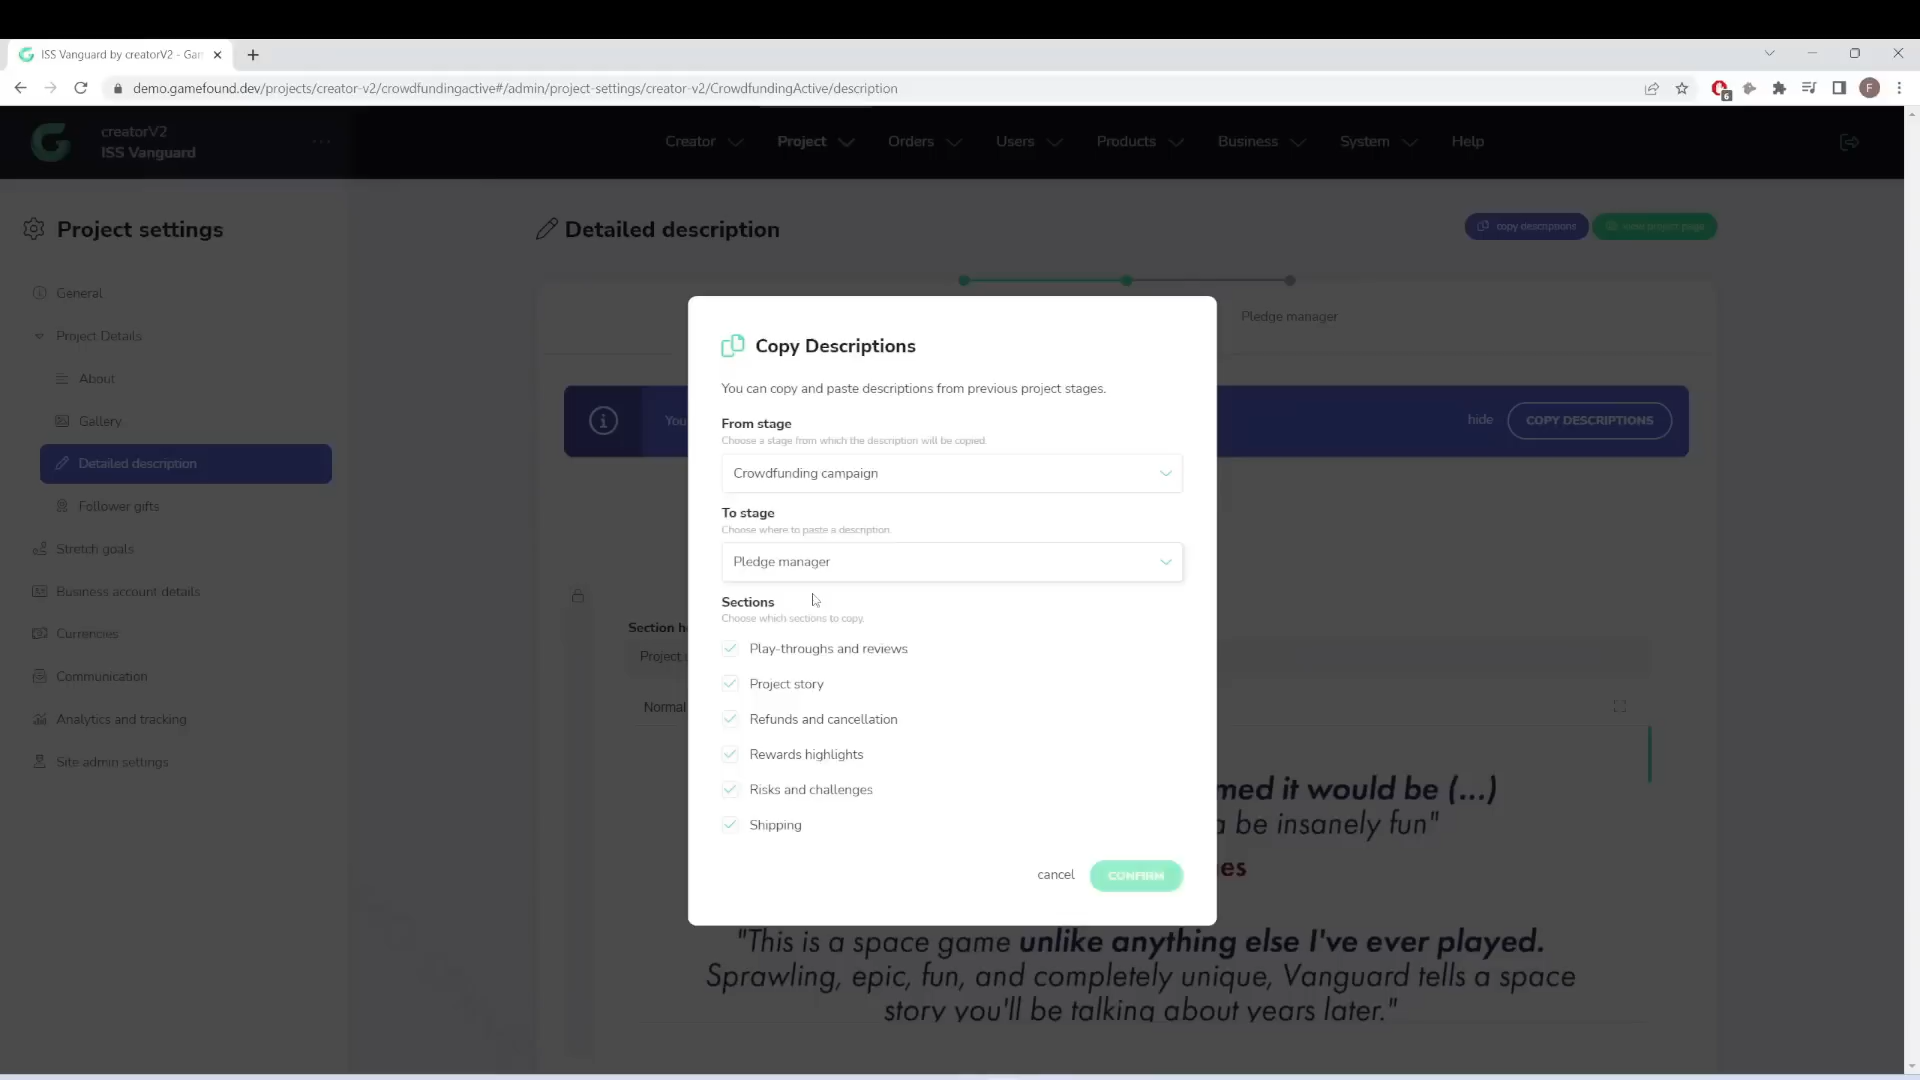 ISS Vanguard by creatorV2 - Gar
demo.gamefound.dev/projects/creator-v2/crowdfundingactive#/admin/project-settings/creator-v2/CrowdfundingActive/description
6
F
creatorV2
ISS Vanguard
...
Creator
Project
Orders
Users
Products
Business
System
Help
Project settings
General
Project Details
About
Gallery
Detailed description
Follower gifts
Stretch goals
Business account details
Currencies
Communication
Analytics and tracking
Site admin settings
Detailed description
copy descriptions
view project page
Pledge manager
You
hide
COPY DESCRIPTIONS
Section h
Project
Normal
med it would be (...)
a be insanely fun"
es
"This is a space game unlike anything else I've ever played.
Sprawling, epic, fun, and completely unique, Vanguard tells a space
story you'll be talking about years later."
Copy Descriptions
You can copy and paste descriptions from previous project stages.
From stage
Choose a stage from which the description will be copied.
Crowdfunding campaign
To stage
Choose where to paste a description.
Pledge manager
Sections
Choose which sections to copy.
Play-throughs and reviews
Project story
Refunds and cancellation
Rewards highlights
Risks and challenges
Shipping
cancel
CONFIRM